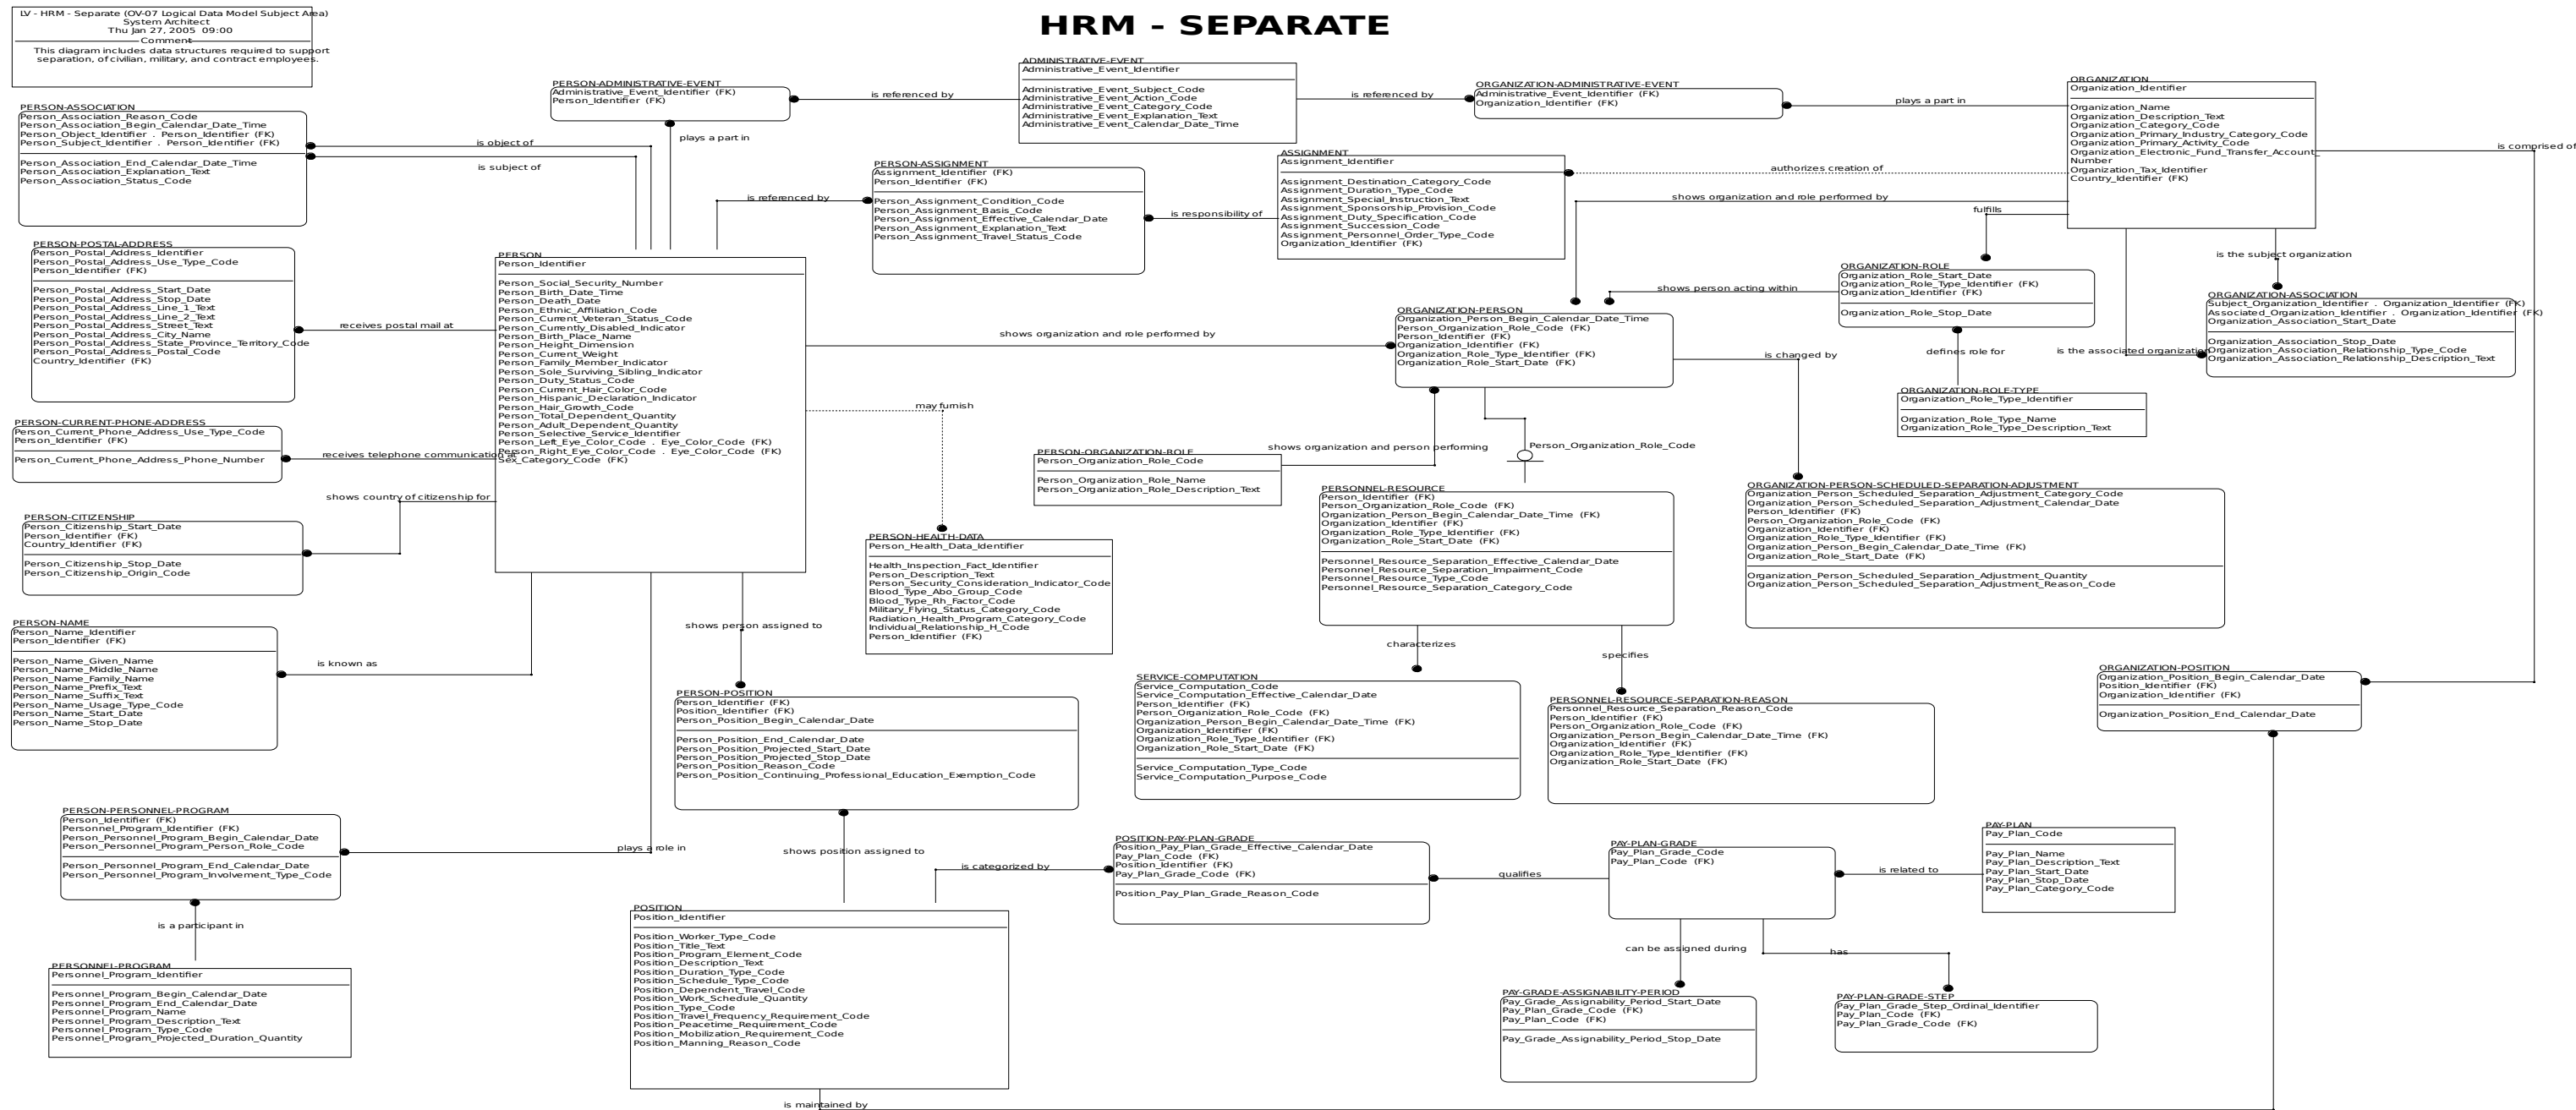 LV - HRM - Separate (OV-07 Logical Data Model Subject Area)
System Architect
Thu Jan 27, 2005 09:00
Comment
This diagram includes data structures required to support
separation, of civilian, military, and contract employees.
HRM - SEPARATE
PERSON-ADMINISTRATIVE-EVENT
Administrative_Event_Identifier (FK)
Person_Identifier (FK)
is referenced by
plays a part in
ADMINISTRATIVE-EVENT
Administrative_Event_Identifier
Administrative_Event_Subject_Code
Administrative_Event_Action_Code
Administrative_Event_Category_Code
Administrative_Event_Explanation_Text
Administrative_Event_Calendar_Date_Time
is referenced by
ORGANIZATION-ADMINISTRATIVE-EVENT
Administrative_Event_Identifier (FK)
Organization_Identifier (FK)
plays a part in
ORGANIZATION
Organization_Identifier
Organization_Name
Organization_Description_Text
Organization_Category_Code
Organization_Primary_Industry_Category_Code
Organization_Primary_Activity_Code
Organization_Electronic_Fund_Transfer_Account_
Number
Organization_Tax_Identifier
Country_Identifier (FK)
is comprised of
PERSON-ASSOCIATION
Person_Association_Reason_Code
Person_Association_Begin_Calendar_Date_Time
Person_Object_Identifier . Person_Identifier (FK)
Person_Subject_Identifier . Person_Identifier (FK)
Person_Association_End_Calendar_Date_Time
Person_Association_Explanation_Text
Person_Association_Status_Code
is object of
is subject of
PERSON-ASSIGNMENT
Assignment_Identifier (FK)
Person_Identifier (FK)
Person_Assignment_Condition_Code
Person_Assignment_Basis_Code
Person_Assignment_Effective_Calendar_Date
Person_Assignment_Explanation_Text
Person_Assignment_Travel_Status_Code
is referenced by
is responsibility of
ASSIGNMENT
Assignment_Identifier
Assignment_Destination_Category_Code
Assignment_Duration_Type_Code
Assignment_Special_Instruction_Text
Assignment_Sponsorship_Provision_Code
Assignment_Duty_Specification_Code
Assignment_Succession_Code
Assignment_Personnel_Order_Type_Code
Organization_Identifier (FK)
authorizes creation of
shows organization and role performed by
fulfills
is the subject organization
PERSON-POSTAL-ADDRESS
Person_Postal_Address_Identifier
Person_Postal_Address_Use_Type_Code
Person_Identifier (FK)
Person_Postal_Address_Start_Date
Person_Postal_Address_Stop_Date
Person_Postal_Address_Line_1_Text
Person_Postal_Address_Line_2_Text
Person_Postal_Address_Street_Text
Person_Postal_Address_City_Name
Person_Postal_Address_State_Province_Territory_Code
Person_Postal_Address_Postal_Code
Country_Identifier (FK)
receives postal mail at
PERSON
Person_Identifier
Person_Social_Security_Number
Person_Birth_Date_Time
Person_Death_Date
Person_Ethnic_Affiliation_Code
Person_Current_Veteran_Status_Code
Person_Currently_Disabled_Indicator
Person_Birth_Place_Name
Person_Height_Dimension
Person_Current_Weight
Person_Family_Member_Indicator
Person_Sole_Surviving_Sibling_Indicator
Person_Duty_Status_Code
Person_Current_Hair_Color_Code
Person_Hispanic_Declaration_Indicator
Person_Hair_Growth_Code
Person_Total_Dependent_Quantity
Person_Adult_Dependent_Quantity
Person_Selective_Service_Identifier
Person_Left_Eye_Color_Code . Eye_Color_Code (FK)
Person_Right_Eye_Color_Code . Eye_Color_Code (FK)
Sex_Category_Code (FK)
shows organization and role performed by
may furnish
ORGANIZATION-ROLE
Organization_Role_Start_Date
Organization_Role_Type_Identifier (FK)
Organization_Identifier (FK)
Organization_Role_Stop_Date
shows person acting within
defines role for
ORGANIZATION-ASSOCIATION
Subject_Organization_Identifier . Organization_Identifier (FK)
Associated_Organization_Identifier . Organization_Identifier (FK)
Organization_Association_Start_Date
Organization_Association_Stop_Date
Organization_Association_Relationship_Type_Code
Organization_Association_Relationship_Description_Text
is the associated organization
ORGANIZATION-PERSON
Organization_Person_Begin_Calendar_Date_Time
Person_Organization_Role_Code (FK)
Person_Identifier (FK)
Organization_Identifier (FK)
Organization_Role_Type_Identifier (FK)
Organization_Role_Start_Date (FK)
is changed by
ORGANIZATION-ROLE-TYPE
Organization_Role_Type_Identifier
Organization_Role_Type_Name
Organization_Role_Type_Description_Text
PERSON-CURRENT-PHONE-ADDRESS
Person_Current_Phone_Address_Use_Type_Code
Person_Identifier (FK)
Person_Current_Phone_Address_Phone_Number
receives telephone communication at
shows organization and person performing
Person_Organization_Role_Code
PERSON-ORGANIZATION-ROLE
Person_Organization_Role_Code
Person_Organization_Role_Name
Person_Organization_Role_Description_Text
shows country of citizenship for
PERSON-CITIZENSHIP
Person_Citizenship_Start_Date
Person_Identifier (FK)
Country_Identifier (FK)
Person_Citizenship_Stop_Date
Person_Citizenship_Origin_Code
PERSON-HEALTH-DATA
Person_Health_Data_Identifier
Health_Inspection_Fact_Identifier
Person_Description_Text
Person_Security_Consideration_Indicator_Code
Blood_Type_Abo_Group_Code
Blood_Type_Rh_Factor_Code
Military_Flying_Status_Category_Code
Radiation_Health_Program_Category_Code
Individual_Relationship_H_Code
Person_Identifier (FK)
PERSONNEL-RESOURCE
Person_Identifier (FK)
Person_Organization_Role_Code (FK)
Organization_Person_Begin_Calendar_Date_Time (FK)
Organization_Identifier (FK)
Organization_Role_Type_Identifier (FK)
Organization_Role_Start_Date (FK)
Personnel_Resource_Separation_Effective_Calendar_Date
Personnel_Resource_Separation_Impairment_Code
Personnel_Resource_Type_Code
Personnel_Resource_Separation_Category_Code
ORGANIZATION-PERSON-SCHEDULED-SEPARATION-ADJUSTMENT
Organization_Person_Scheduled_Separation_Adjustment_Category_Code
Organization_Person_Scheduled_Separation_Adjustment_Calendar_Date
Person_Identifier (FK)
Person_Organization_Role_Code (FK)
Organization_Identifier (FK)
Organization_Role_Type_Identifier (FK)
Organization_Person_Begin_Calendar_Date_Time (FK)
Organization_Role_Start_Date (FK)
Organization_Person_Scheduled_Separation_Adjustment_Quantity
Organization_Person_Scheduled_Separation_Adjustment_Reason_Code
PERSON-NAME
Person_Name_Identifier
Person_Identifier (FK)
Person_Name_Given_Name
Person_Name_Middle_Name
Person_Name_Family_Name
Person_Name_Prefix_Text
Person_Name_Suffix_Text
Person_Name_Usage_Type_Code
Person_Name_Start_Date
Person_Name_Stop_Date
is known as
shows person assigned to
characterizes
specifies
PERSON-POSITION
Person_Identifier (FK)
Position_Identifier (FK)
Person_Position_Begin_Calendar_Date
Person_Position_End_Calendar_Date
Person_Position_Projected_Start_Date
Person_Position_Projected_Stop_Date
Person_Position_Reason_Code
Person_Position_Continuing_Professional_Education_Exemption_Code
SERVICE-COMPUTATION
Service_Computation_Code
Service_Computation_Effective_Calendar_Date
Person_Identifier (FK)
Person_Organization_Role_Code (FK)
Organization_Person_Begin_Calendar_Date_Time (FK)
Organization_Identifier (FK)
Organization_Role_Type_Identifier (FK)
Organization_Role_Start_Date (FK)
Service_Computation_Type_Code
Service_Computation_Purpose_Code
PERSONNEL-RESOURCE-SEPARATION-REASON
Personnel_Resource_Separation_Reason_Code
Person_Identifier (FK)
Person_Organization_Role_Code (FK)
Organization_Person_Begin_Calendar_Date_Time (FK)
Organization_Identifier (FK)
Organization_Role_Type_Identifier (FK)
Organization_Role_Start_Date (FK)
ORGANIZATION-POSITION
Organization_Position_Begin_Calendar_Date
Position_Identifier (FK)
Organization_Identifier (FK)
Organization_Position_End_Calendar_Date
PERSON-PERSONNEL-PROGRAM
Person_Identifier (FK)
Personnel_Program_Identifier (FK)
Person_Personnel_Program_Begin_Calendar_Date
Person_Personnel_Program_Person_Role_Code
Person_Personnel_Program_End_Calendar_Date
Person_Personnel_Program_Involvement_Type_Code
plays a role in
is a participant in
shows position assigned to
is categorized by
POSITION-PAY-PLAN-GRADE
Position_Pay_Plan_Grade_Effective_Calendar_Date
Pay_Plan_Code (FK)
Position_Identifier (FK)
Pay_Plan_Grade_Code (FK)
Position_Pay_Plan_Grade_Reason_Code
qualifies
PAY-PLAN-GRADE
Pay_Plan_Grade_Code
Pay_Plan_Code (FK)
is related to
PAY-PLAN
Pay_Plan_Code
Pay_Plan_Name
Pay_Plan_Description_Text
Pay_Plan_Start_Date
Pay_Plan_Stop_Date
Pay_Plan_Category_Code
POSITION
Position_Identifier
Position_Worker_Type_Code
Position_Title_Text
Position_Program_Element_Code
Position_Description_Text
Position_Duration_Type_Code
Position_Schedule_Type_Code
Position_Dependent_Travel_Code
Position_Work_Schedule_Quantity
Position_Type_Code
Position_Travel_Frequency_Requirement_Code
Position_Peacetime_Requirement_Code
Position_Mobilization_Requirement_Code
Position_Manning_Reason_Code
can be assigned during
has
PERSONNEL-PROGRAM
Personnel_Program_Identifier
Personnel_Program_Begin_Calendar_Date
Personnel_Program_End_Calendar_Date
Personnel_Program_Name
Personnel_Program_Description_Text
Personnel_Program_Type_Code
Personnel_Program_Projected_Duration_Quantity
PAY-GRADE-ASSIGNABILITY-PERIOD
Pay_Grade_Assignability_Period_Start_Date
Pay_Plan_Grade_Code (FK)
Pay_Plan_Code (FK)
Pay_Grade_Assignability_Period_Stop_Date
PAY-PLAN-GRADE-STEP
Pay_Plan_Grade_Step_Ordinal_Identifier
Pay_Plan_Code (FK)
Pay_Plan_Grade_Code (FK)
is maintained by